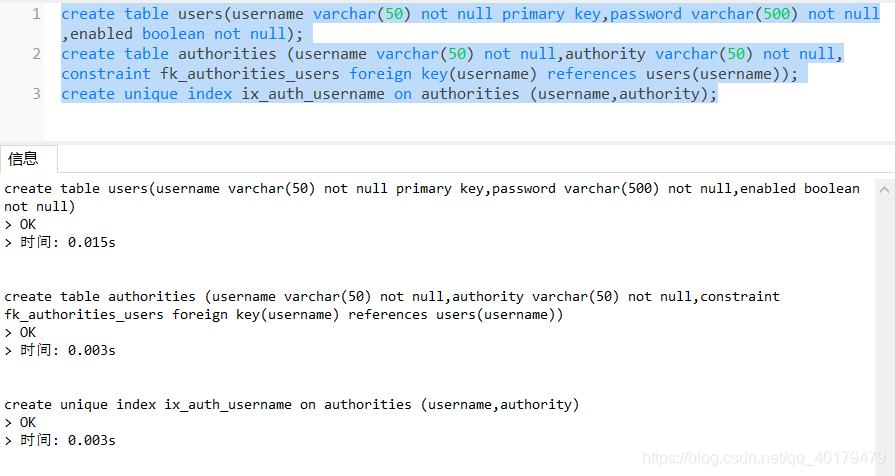 1 create table users(username varchar(50) not null primary key,password varchar(500) not null
,enabled boolean not null);
2 create table authorities (username varchar(50) not null,authority varchar(50) not null,
constraint fk_authorities_users foreign key(username) references users(username));
3 create unique index ix_auth_username on authorities (username,authority);
信息
create table users(username varchar(50) not null primary key,password varchar(500) not null,enabled boolean
not null)
> OK
> 时间: 0.015s
create table authorities (username varchar(50) not null,authority varchar(50) not null,constraint
fk_authorities_users foreign key(username) references users(username))
> OK
> 时间: 0.003s
create unique index ix_auth_username on authorities (username,authority)
> OK
> 时间: 0.003s
https://blog.csdn.net/qq_40179479